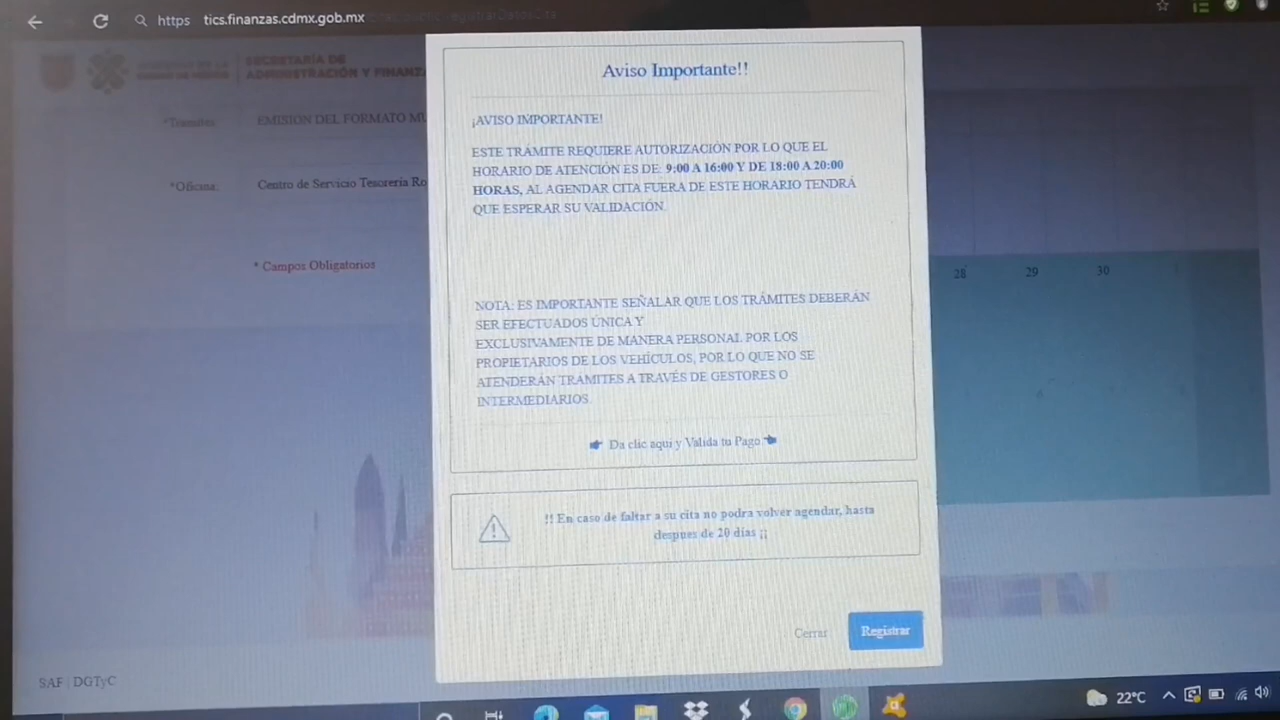 https tics.finanzas.cdmx.gob.mx
SECRETARÍA DE
ADMINISTRACIÓN Y FINANZA
*Trámites:
EMISIÓN DEL FORMATO MU
*Oficina:
Centro de Servicio Tesorería Ro
* Campos Obligatorios
28 29 30
Aviso Importante!!
¡AVISO IMPORTANTE!
ESTE TRÁMITE REQUIERE AUTORIZACIÓN POR LO QUE EL
HORARIO DE ATENCIÓN ES DE: 9:00 A 16:00 Y DE 18:00 A 20:00
HORAS, AL AGENDAR CITA FUERA DE ESTE HORARIO TENDRÁ
QUE ESPERAR SU VALIDACIÓN.
NOTA: ES IMPORTANTE SEÑALAR QUE LOS TRÁMITES DEBERÁN
SER EFECTUADOS ÚNICA Y
EXCLUSIVAMENTE DE MANERA PERSONAL POR LOS
PROPIETARIOS DE LOS VEHÍCULOS, POR LO QUE NO SE
ATENDERÁN TRÁMITES A TRAVÉS DE GESTORES O
INTERMEDIARIOS.
Da clic aqui y Valida tu Pago
!! En caso de faltar a su cita no podra volver agendar, hasta
despues de 20 días ¡¡
Cerrar
Registrar
SAF | DGTyC
22°C